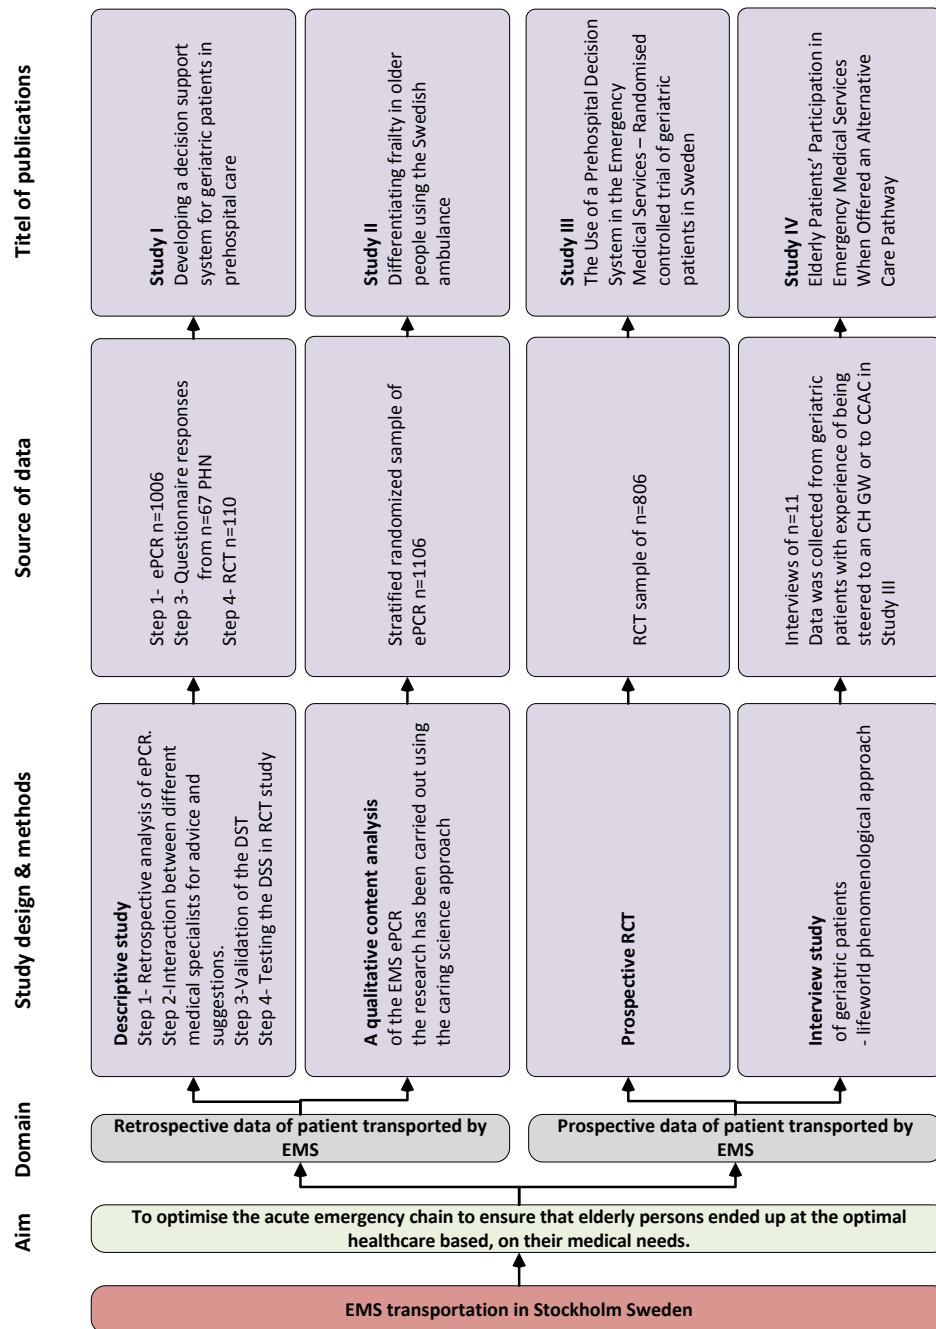 Aim
Domain
Study design & methods
Source of data
Titel of publications
EMS transportation in Stockholm Sweden
To optimise the acute emergency chain to ensure that elderly persons ended up at the optimal
healthcare based, on their medical needs.
Retrospective data of patient transported by
EMS
Prospective data of patient transported by
EMS
Descriptive study
Step 1- Retrospective analysis of ePCR.
Step 2-Interaction between different
medical specialists for advice and
suggestions.
Step 3-Validation of the DST
Step 4- Testing the DSS in RCT study
A qualitative content analysis
of the EMS ePCR
the research has been carried out using
the caring science approach
Prospective RCT
Interview study
of geriatric patients
- lifeworld phenomenological approach
Step 1- ePCR n=1006
Step 3- Questionnaire responses
from n=67 PHN
Step 4- RCT n=110
Stratified randomized sample of
ePCR n=1106
RCT sample of n=806
Interviews of n=11
Data was collected from geriatric
patients with experience of being
steered to an CH GW or to CCAC in
Study III
Study I
Developing a decision support
system for geriatric patients in
prehospital care
Study II
Differentiating frailty in older
people using the Swedish
ambulance
Study III
The Use of a Prehospital Decision
System in the Emergency
Medical Services – Randomised
controlled trial of geriatric
patients in Sweden
Study IV
Elderly Patients’ Participation in
Emergency Medical Services
When Offered an Alternative
Care Pathway